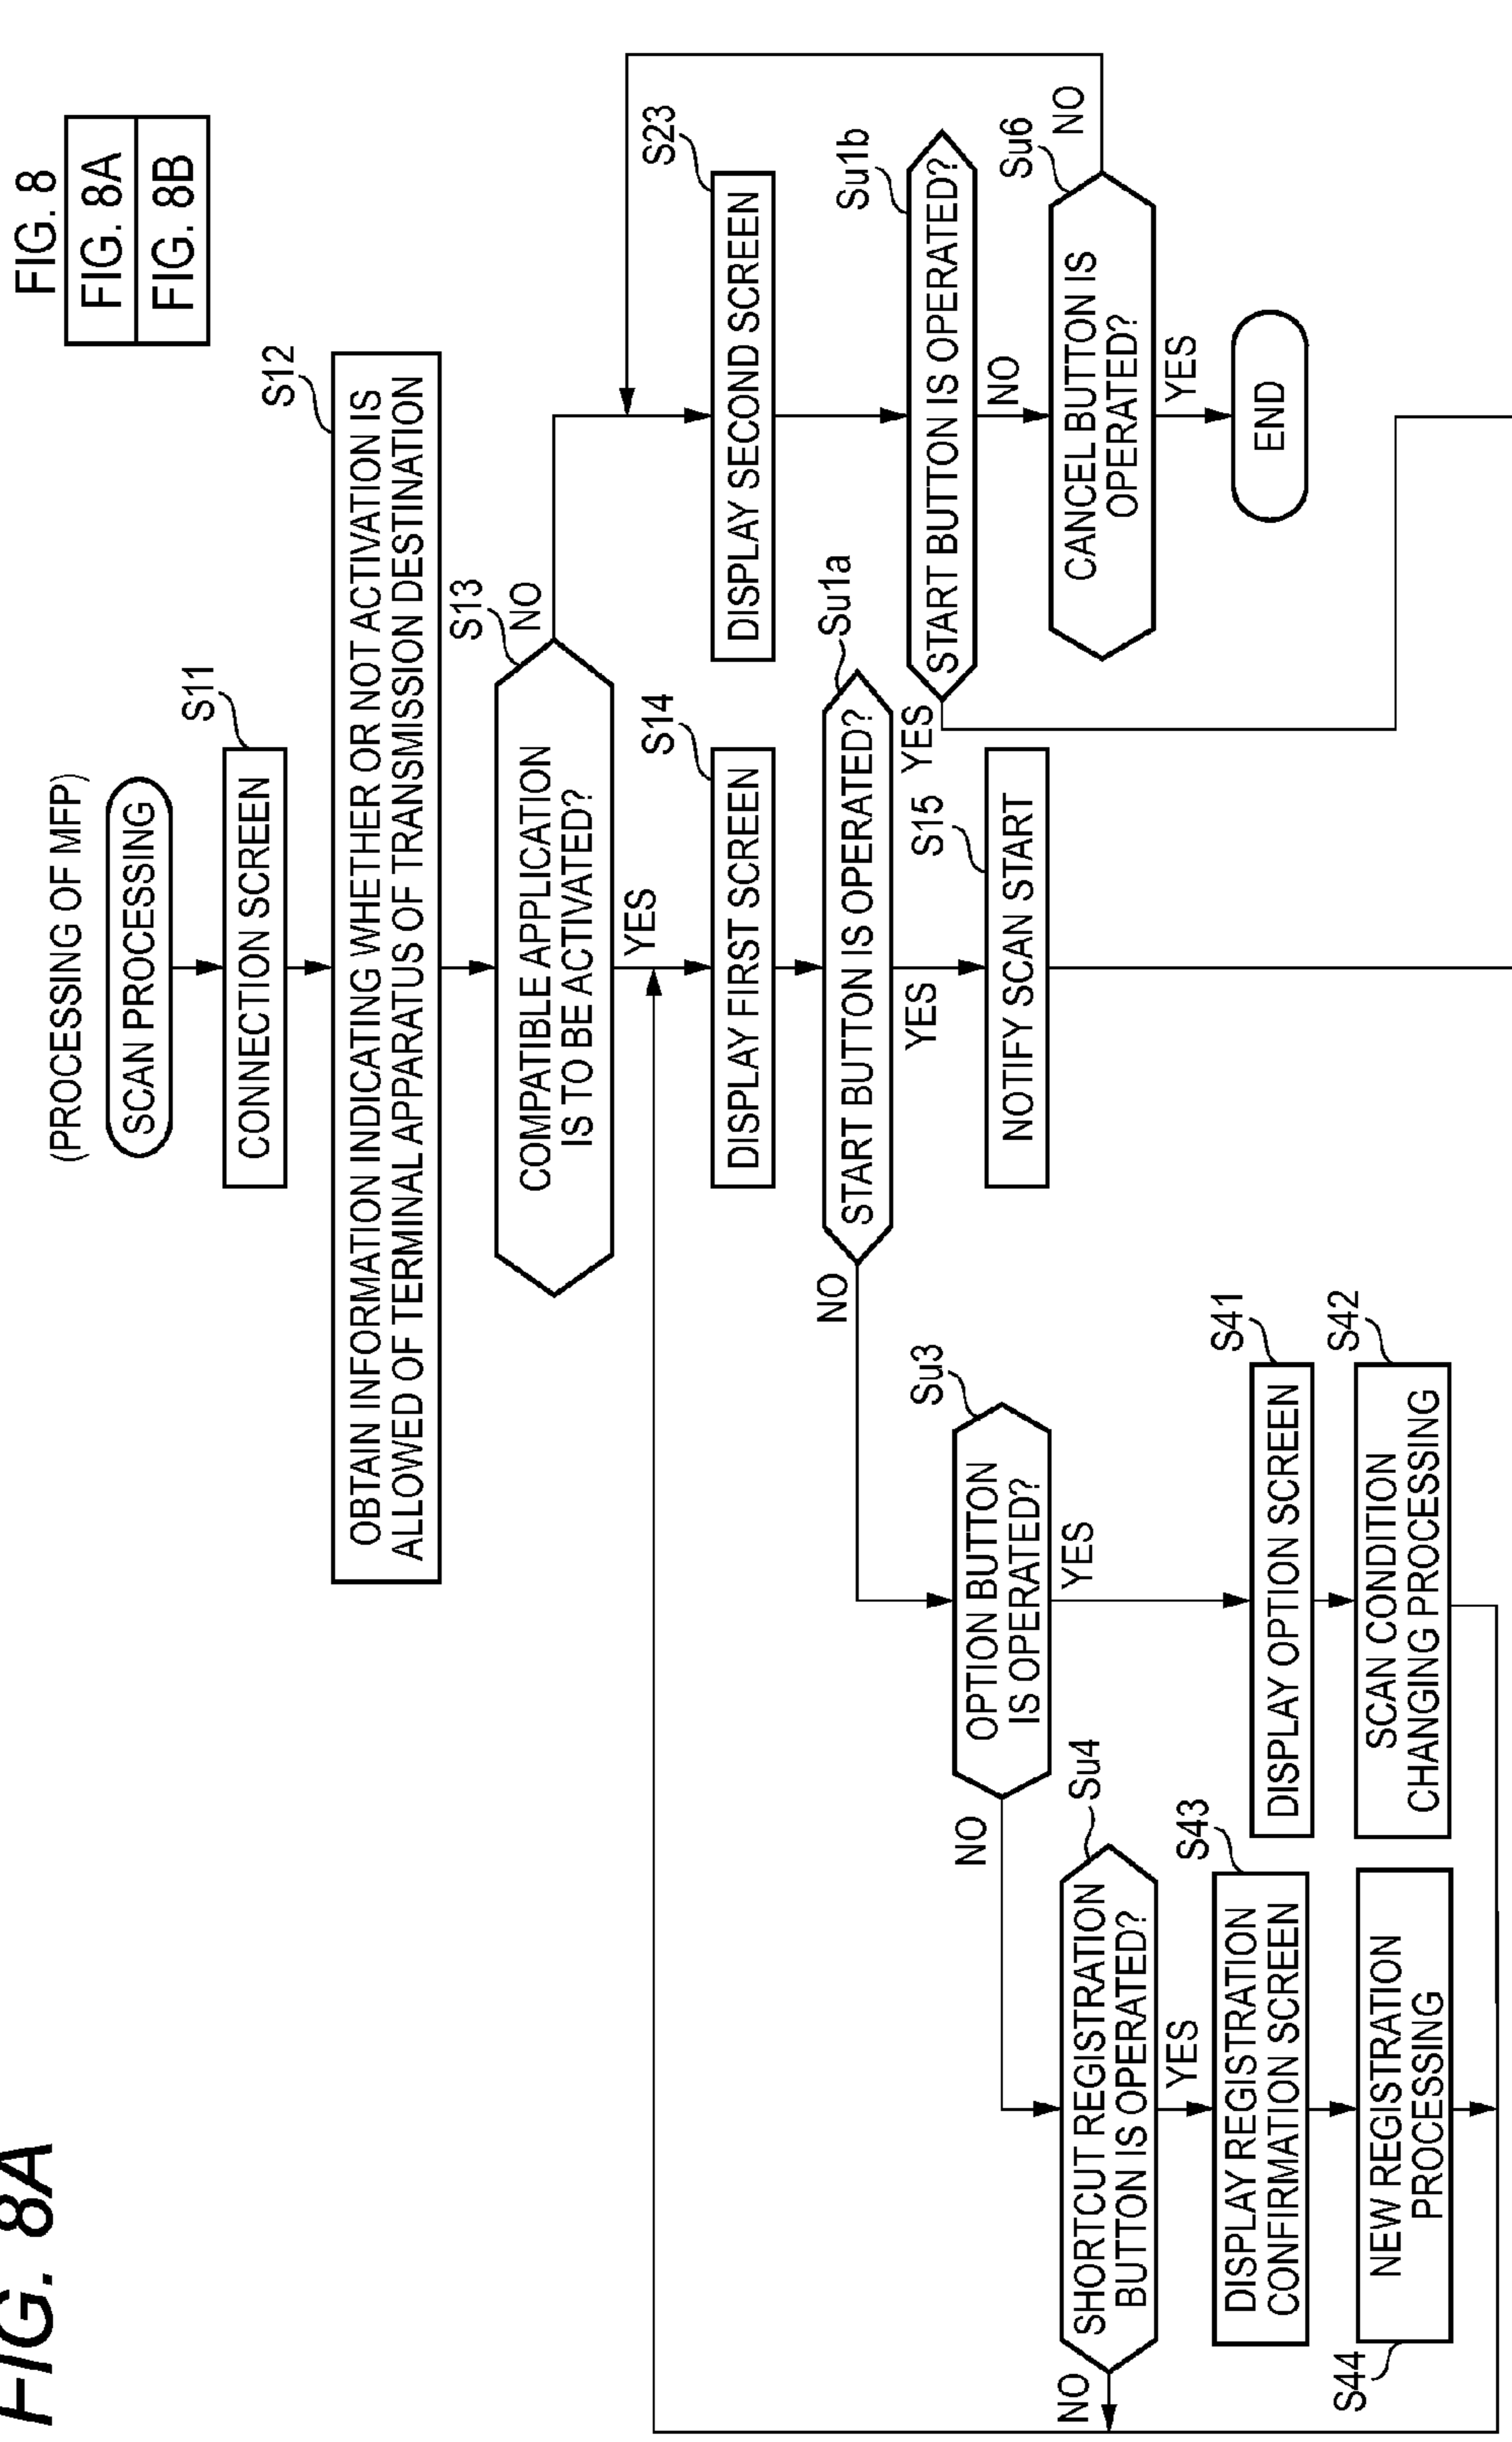 FIG. 8A
FIG. 8
FIG. 8A
FIG. 8B
(PROCESSING OF MFP)
SCAN PROCESSING
S11
CONNECTION SCREEN
S12
OBTAIN INFORMATION INDICATING WHETHER OR NOT ACTIVATION IS
ALLOWED OF TERMINAL APPARATUS OF TRANSMISSION DESTINATION
S13
COMPATIBLE APPLICATION
IS TO BE ACTIVATED?
NO
YES
S14
DISPLAY FIRST SCREEN
S23
DISPLAY SECOND SCREEN
Su1a
START BUTTON IS OPERATED?
NO
YES
Su1b
START BUTTON IS OPERATED?
YES
NO
S15
NOTIFY SCAN START
Su6
CANCEL BUTTON IS
OPERATED?
NO
YES
END
Su3
OPTION BUTTON
IS OPERATED?
NO
YES
Su4
SHORTCUT REGISTRATION
BUTTON IS OPERATED?
NO
YES
S41
DISPLAY OPTION SCREEN
S42
SCAN CONDITION
CHANGING PROCESSING
S43
DISPLAY REGISTRATION
CONFIRMATION SCREEN
S44
NEW REGISTRATION
PROCESSING